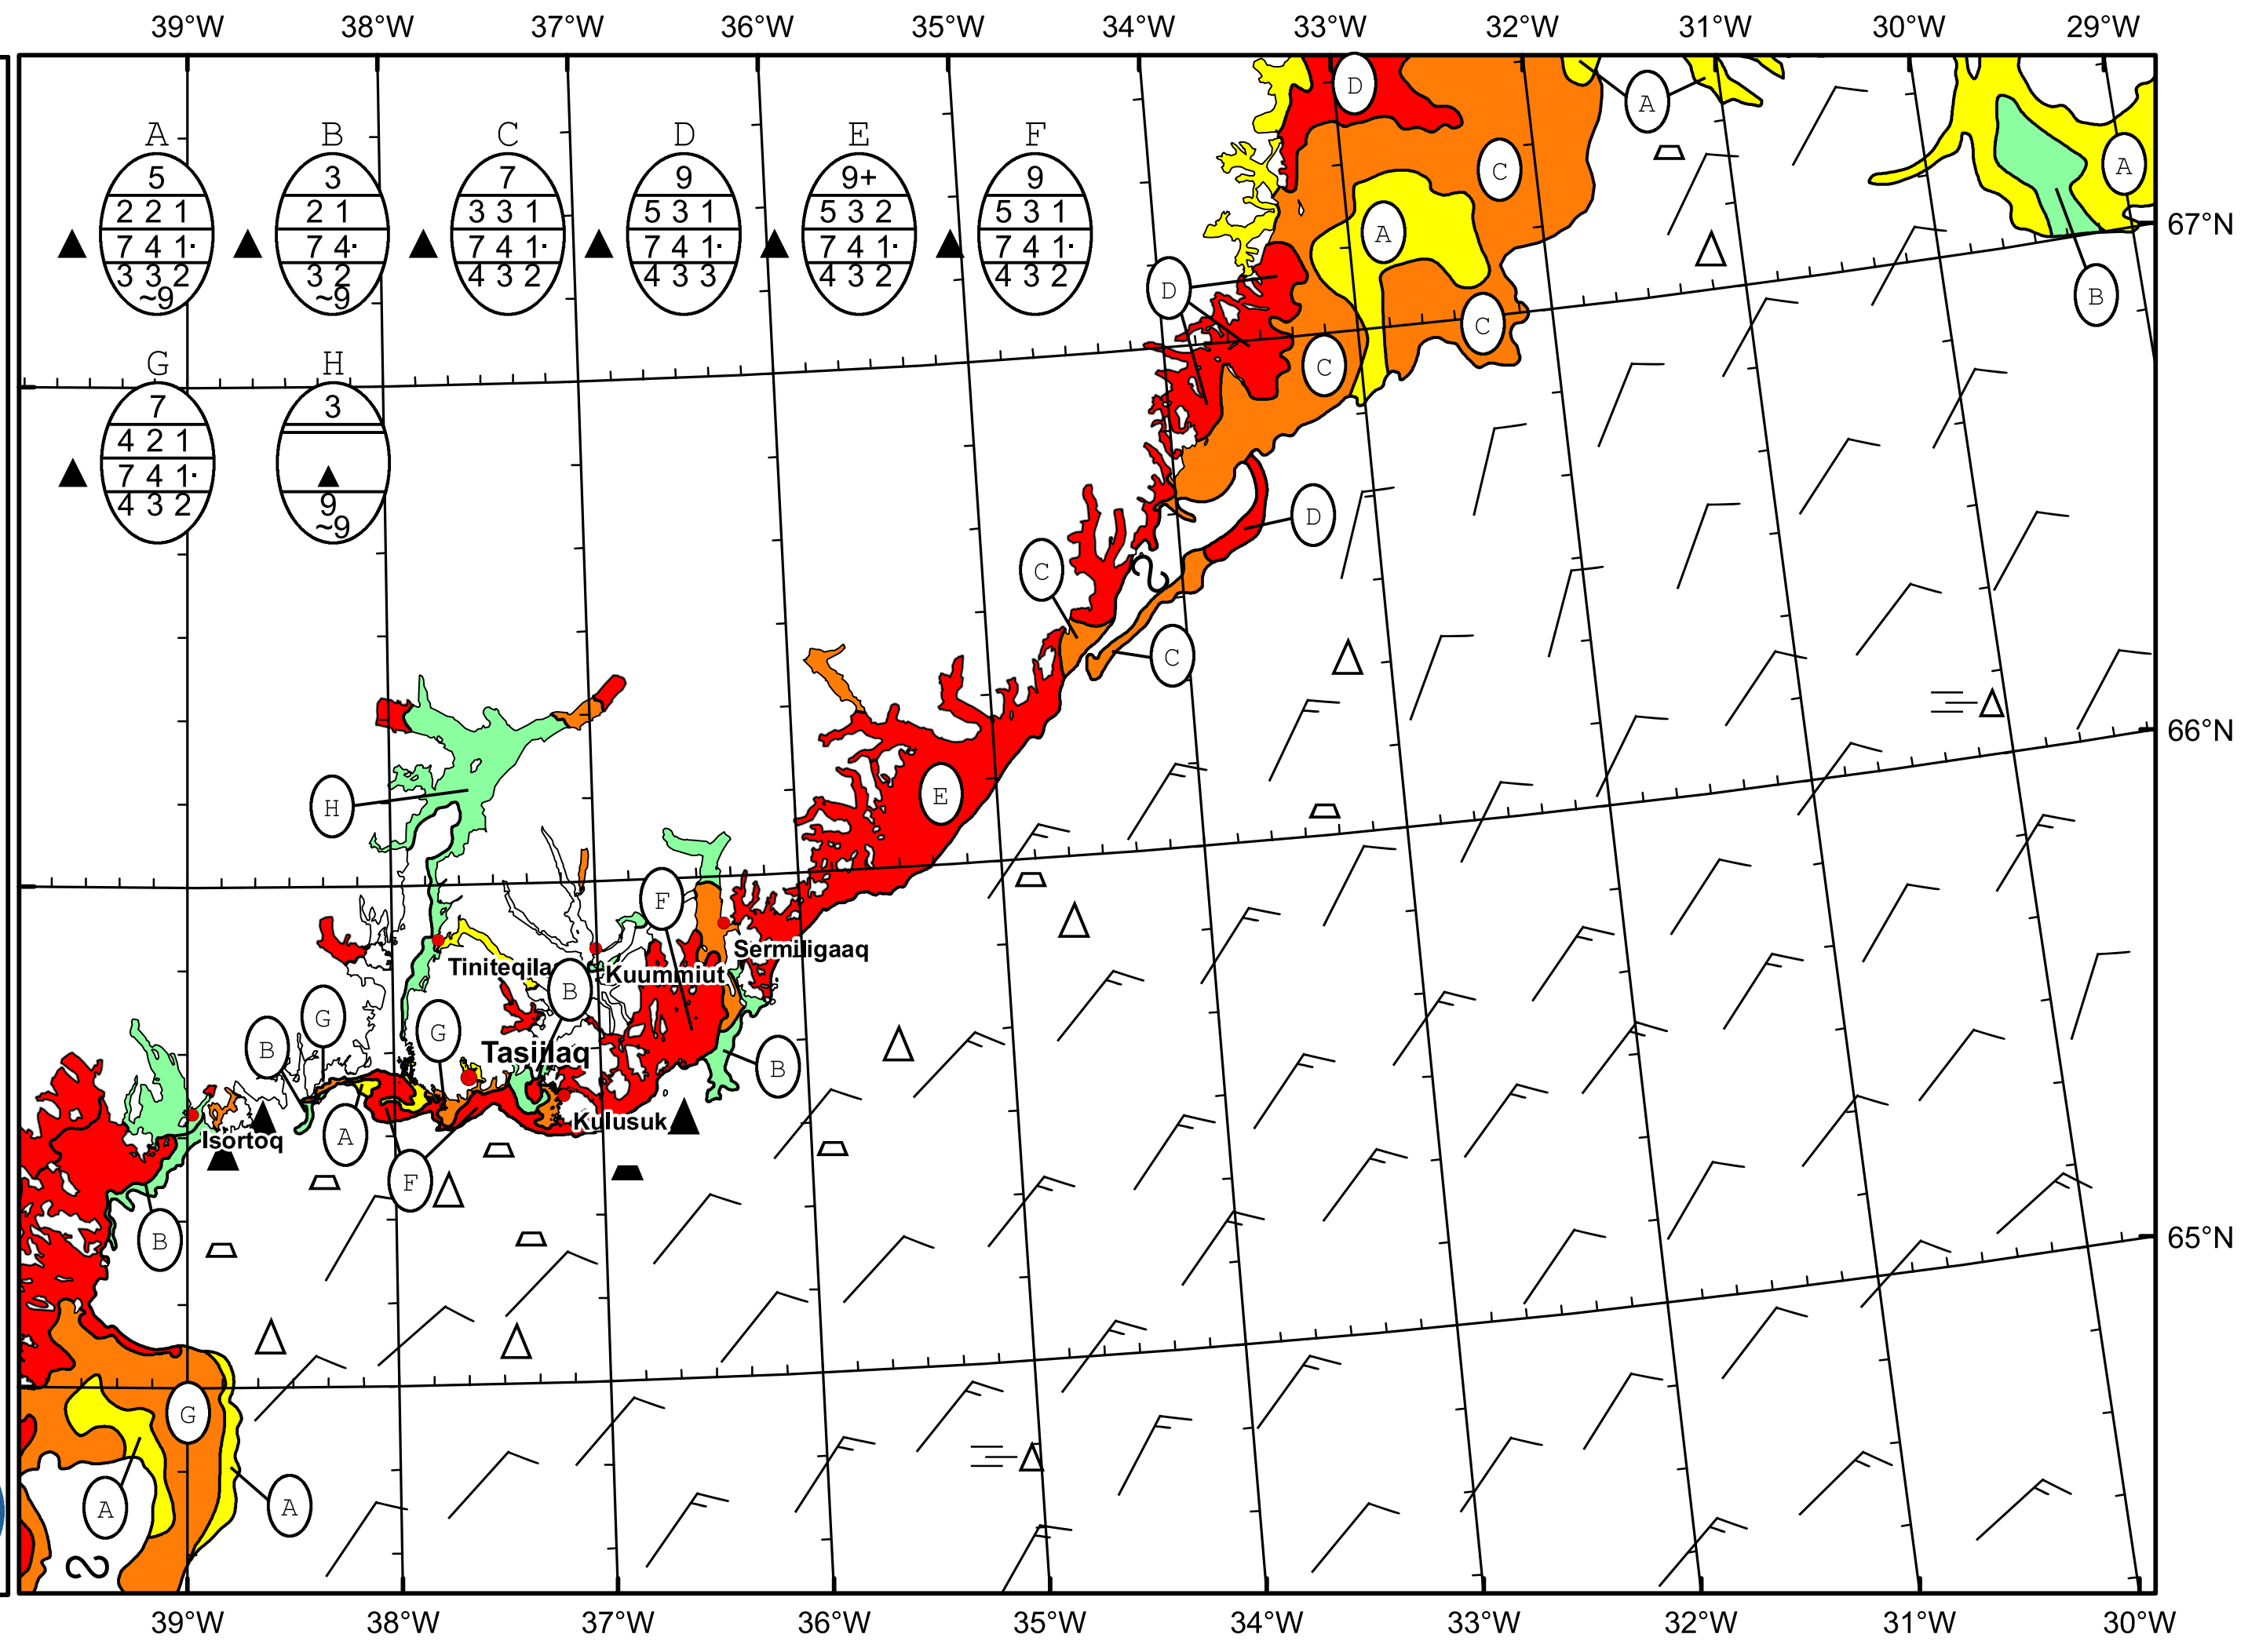 39°W 38°W 37°W 36°W 35°W 34°W 33°W 32°W 31°W 30°W 29°W
A B C D E F
5 3 7 9 9+ 9
2 2 1 2 1 3 3 1 5 3 1 5 3 2 5 3 1
7 4 1· 7 4· 7 4 1· 7 4 1· 7 4 1· 7 4 1·
3 3 2 3 2 4 3 2 4 3 3 4 3 2 4 3 2
~9 ~9
G H
7 3
4 2 1
7 4 1·
4 3 2 9
~9
D
A
C
A
67°N
A
D
B
C
C
D
C
C
66°N
E
H
F
Sermiligaaq
Tiniteqila
Kuummiut
B
G
G
B
Tasiilaq
B
Kulusuk
A
Isortoq
F
B
65°N
G
A
A
39°W 38°W 37°W 36°W 35°W 34°W 33°W 32°W 31°W 30°W